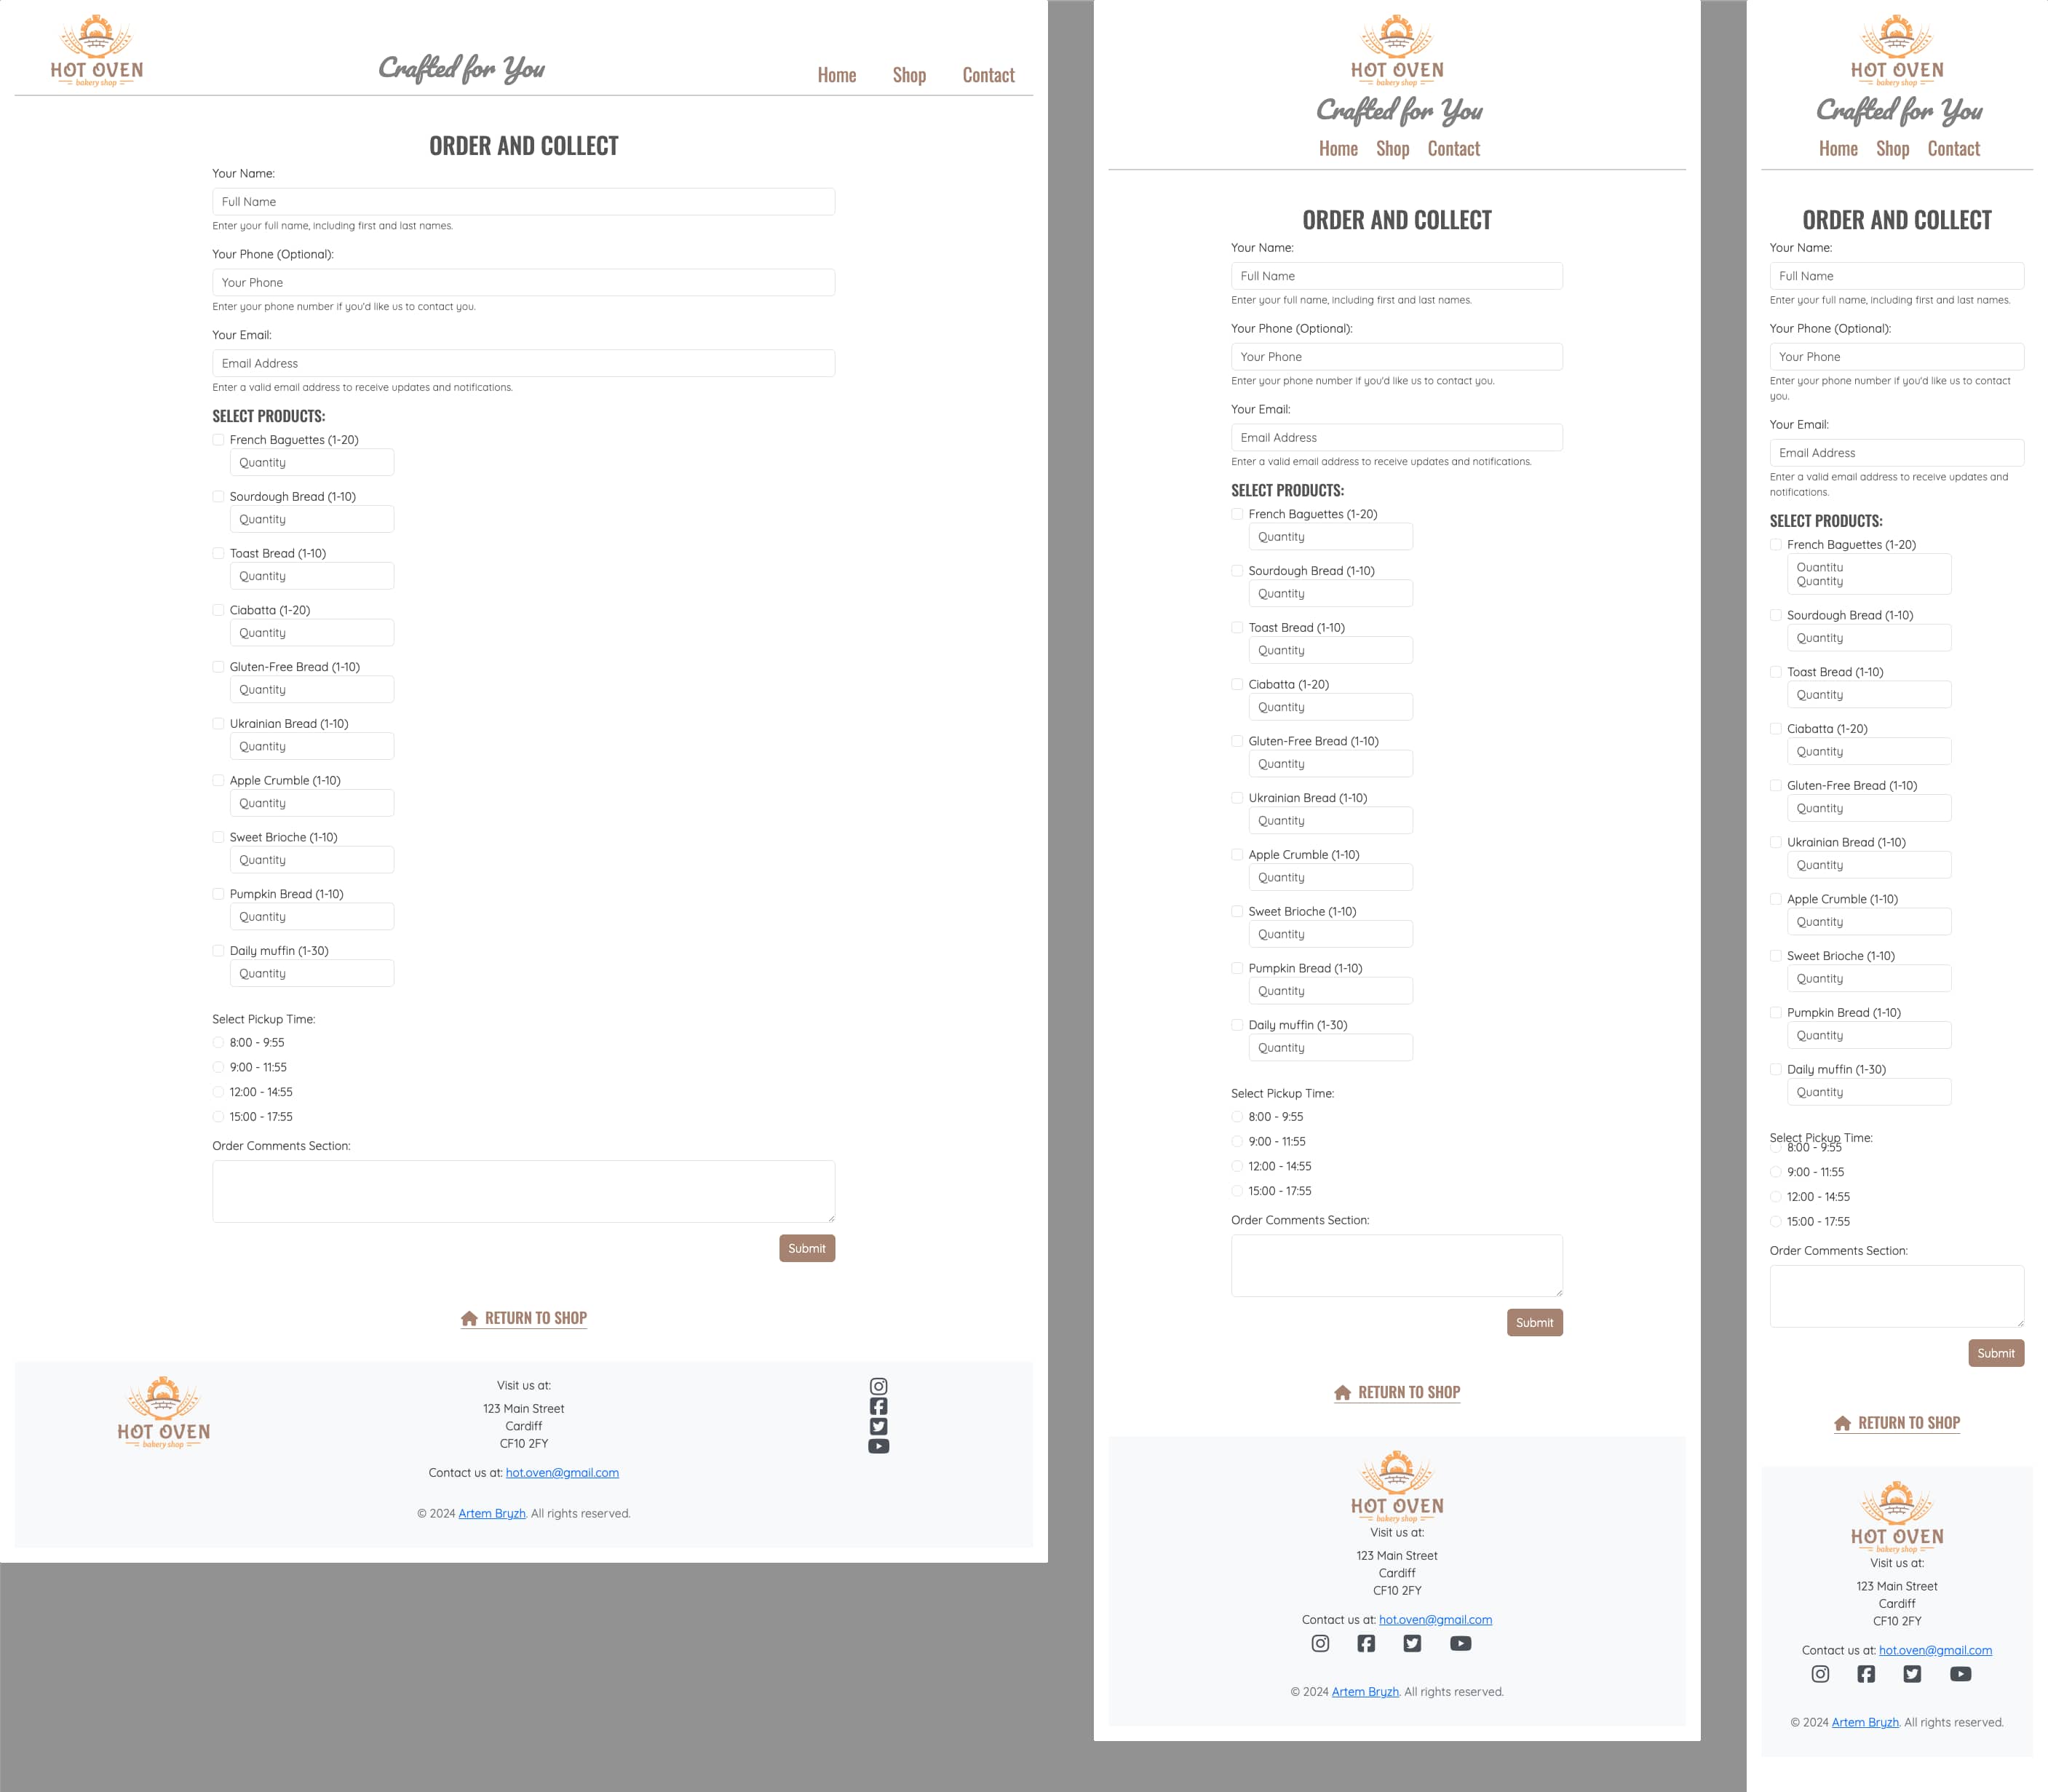 HOT OVEN
bakery shop
Crafted for You
Home Shop Contact
ORDER AND COLLECT
Your Name:
Full Name
Enter your full name, including first and last names.
Your Phone (Optional):
Your Phone
Enter your phone number if you'd like us to contact you.
Your Email:
Email Address
Enter a valid email address to receive updates and notifications.
SELECT PRODUCTS:
French Baguettes (1-20)
Quantity
Sourdough Bread (1-10)
Quantity
Toast Bread (1-10)
Quantity
Ciabatta (1-20)
Quantity
Gluten-Free Bread (1-10)
Quantity
Ukrainian Bread (1-10)
Quantity
Apple Crumble (1-10)
Quantity
Sweet Brioche (1-10)
Quantity
Pumpkin Bread (1-10)
Quantity
Daily muffin (1-30)
Quantity
Select Pickup Time:
8:00 - 9:55
9:00 - 11:55
12:00 - 14:55
15:00 - 17:55
Order Comments Section:
Submit
RETURN TO SHOP
HOT OVEN
bakery shop
Visit us at:
123 Main Street
Cardiff
CF10 2FY
Contact us at: hot.oven@gmail.com
© 2024 Artem Bryzh. All rights reserved.
HOT OVEN
bakery shop
Crafted for You
Home Shop Contact
ORDER AND COLLECT
Your Name:
Full Name
Enter your full name, including first and last names.
Your Phone (Optional):
Your Phone
Enter your phone number if you'd like us to contact you.
Your Email:
Email Address
Enter a valid email address to receive updates and notifications.
SELECT PRODUCTS:
French Baguettes (1-20)
Quantity
Sourdough Bread (1-10)
Quantity
Toast Bread (1-10)
Quantity
Ciabatta (1-20)
Quantity
Gluten-Free Bread (1-10)
Quantity
Ukrainian Bread (1-10)
Quantity
Apple Crumble (1-10)
Quantity
Sweet Brioche (1-10)
Quantity
Pumpkin Bread (1-10)
Quantity
Daily muffin (1-30)
Quantity
Select Pickup Time:
8:00 - 9:55
9:00 - 11:55
12:00 - 14:55
15:00 - 17:55
Order Comments Section:
Submit
RETURN TO SHOP
HOT OVEN
bakery shop
Visit us at:
123 Main Street
Cardiff
CF10 2FY
Contact us at: hot.oven@gmail.com
© 2024 Artem Bryzh. All rights reserved.
HOT OVEN
bakery shop
Crafted for You
Home Shop Contact
ORDER AND COLLECT
Your Name:
Full Name
Enter your full name, including first and last names.
Your Phone (Optional):
Your Phone
Enter your phone number if you'd like us to contact
you.
Your Email:
Email Address
Enter a valid email address to receive updates and
notifications.
SELECT PRODUCTS:
French Baguettes (1-20)
Quantity
Quantity
Sourdough Bread (1-10)
Quantity
Toast Bread (1-10)
Quantity
Ciabatta (1-20)
Quantity
Gluten-Free Bread (1-10)
Quantity
Ukrainian Bread (1-10)
Quantity
Apple Crumble (1-10)
Quantity
Sweet Brioche (1-10)
Quantity
Pumpkin Bread (1-10)
Quantity
Daily muffin (1-30)
Quantity
Select Pickup Time:
8:00 - 9:55
9:00 - 11:55
12:00 - 14:55
15:00 - 17:55
Order Comments Section:
Submit
RETURN TO SHOP
HOT OVEN
bakery shop
Visit us at:
123 Main Street
Cardiff
CF10 2FY
Contact us at: hot.oven@gmail.com
© 2024 Artem Bryzh. All rights reserved.